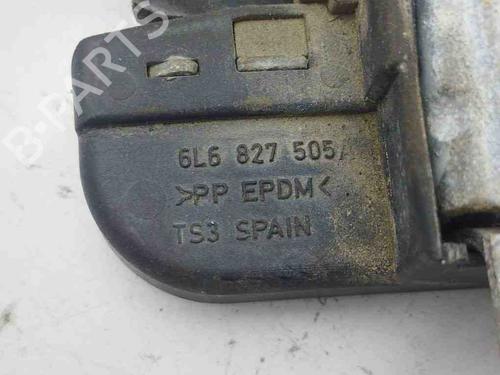 B-PARTS
6L6 827 505
>PP EPDM<
TS3 SPAIN